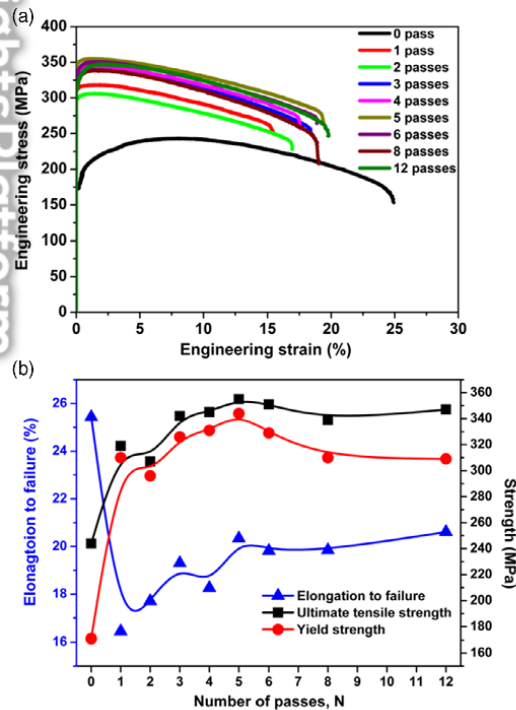 (a)
400
350
300
250
200
150
100
50
0
Engineering stress (MPa)
0 pass
1 pass
2 passes
3 passes
4 passes
5 passes
6 passes
8 passes
12 passes
0 5 10 15 20 25 30
Engineering strain (%)
(b)
26
24
22
20
18
16
Elonagtoion to failure (%)
360
340
320
300
280
260
240
220
200
180
160
Strength (MPa)
Elongation to failure
Ultimate tensile strength
Yield strength
0 1 2 3 4 5 6 7 8 9 10 11 12
Number of passes, N